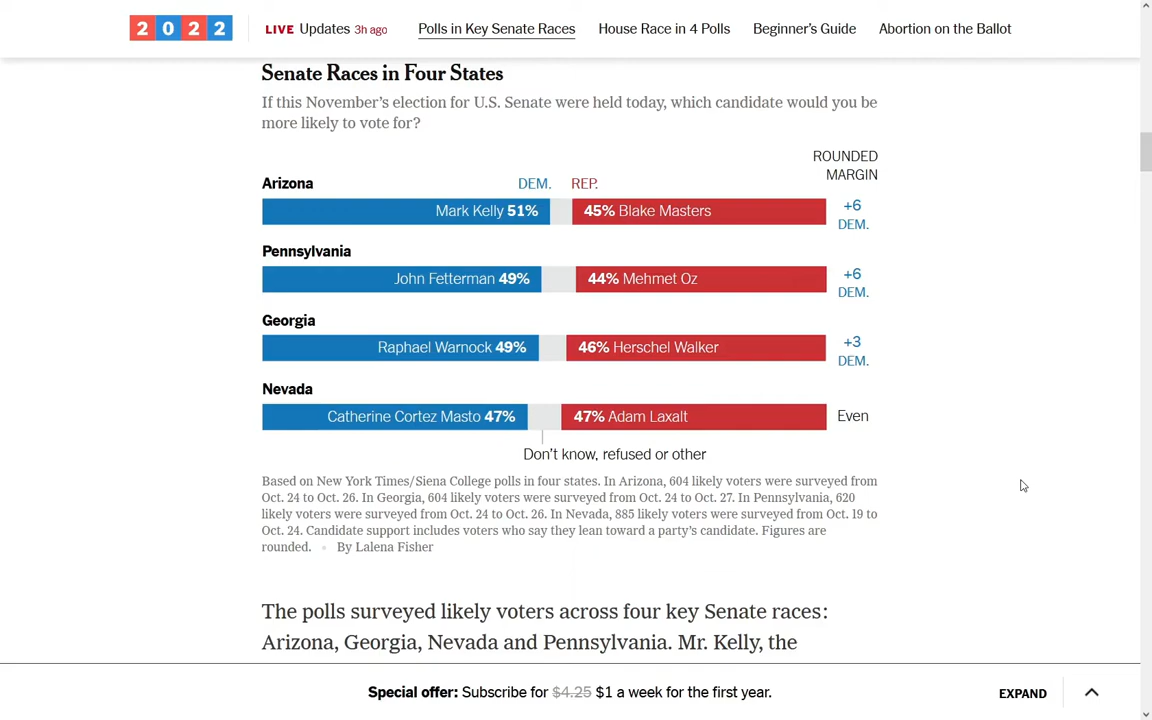 2022 LIVE Updates 3h ago Polls in Key Senate Races House Race in 4 Polls Beginner's Guide Abortion on the Ballot
Senate Races in Four States
If this November's election for U.S. Senate were held today, which candidate would you be
more likely to vote for?
ROUNDED
MARGIN
Arizona DEM. REP.
Mark Kelly 51% 45% Blake Masters +6
DEM.
Pennsylvania
John Fetterman 49% 44% Mehmet Oz +6
DEM.
Georgia
Raphael Warnock 49% 46% Herschel Walker +3
DEM.
Nevada
Catherine Cortez Masto 47% 47% Adam Laxalt Even
Don't know, refused or other
Based on New York Times/Siena College polls in four states. In Arizona, 604 likely voters were surveyed from
Oct. 24 to Oct. 26. In Georgia, 604 likely voters were surveyed from Oct. 24 to Oct. 27. In Pennsylvania, 620
likely voters were surveyed from Oct. 24 to Oct. 26. In Nevada, 885 likely voters were surveyed from Oct. 19 to
Oct. 24. Candidate support includes voters who say they lean toward a party's candidate. Figures are
rounded. • By Lalena Fisher
The polls surveyed likely voters across four key Senate races:
Arizona, Georgia, Nevada and Pennsylvania. Mr. Kelly, the
Special offer: Subscribe for $4.25 $1 a week for the first year. EXPAND